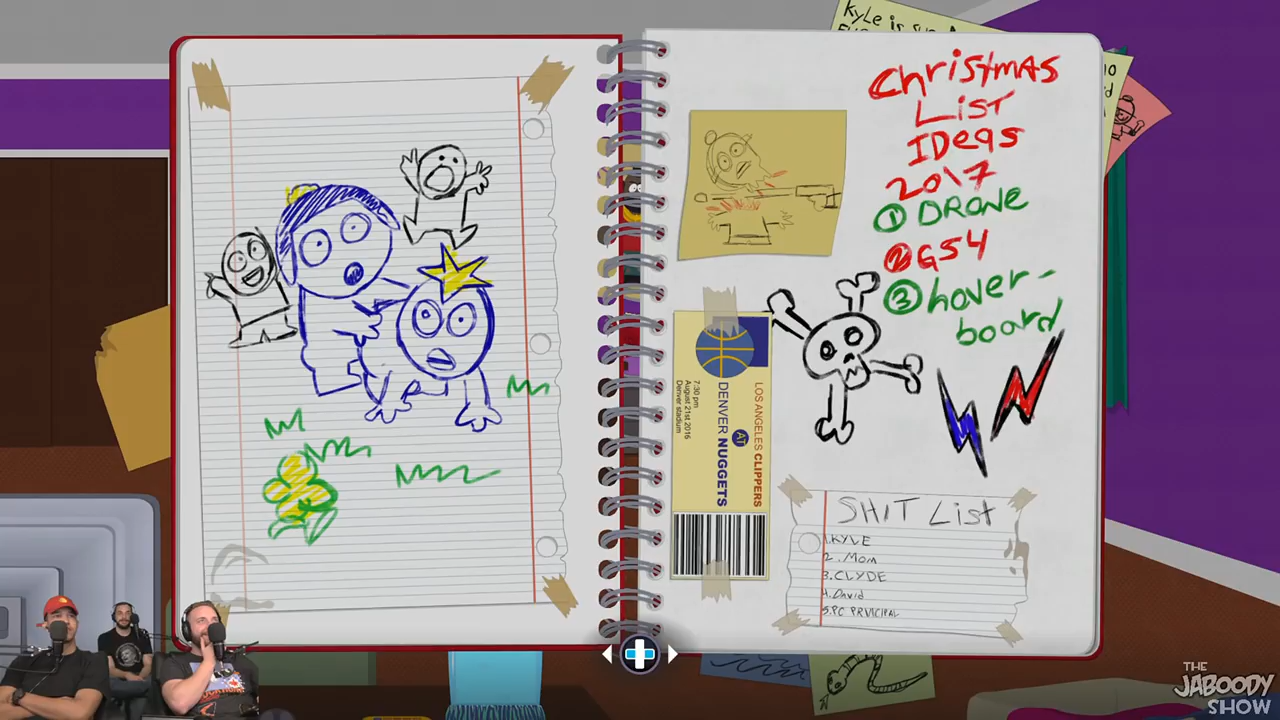 Kyle is
Christmas
List
Ideas
2017
① Drone
② GS4
③ hover-
board
LOS ANGELES CLIPPERS
AT
DENVER NUGGETS
7:30 pm
August 21st 2016
Denver stadium
SHIT List
1.KYLE
2.Mom
3.CLYDE
4.David
5.PC PRVICIPAL
THE
JABOODY
SHOW